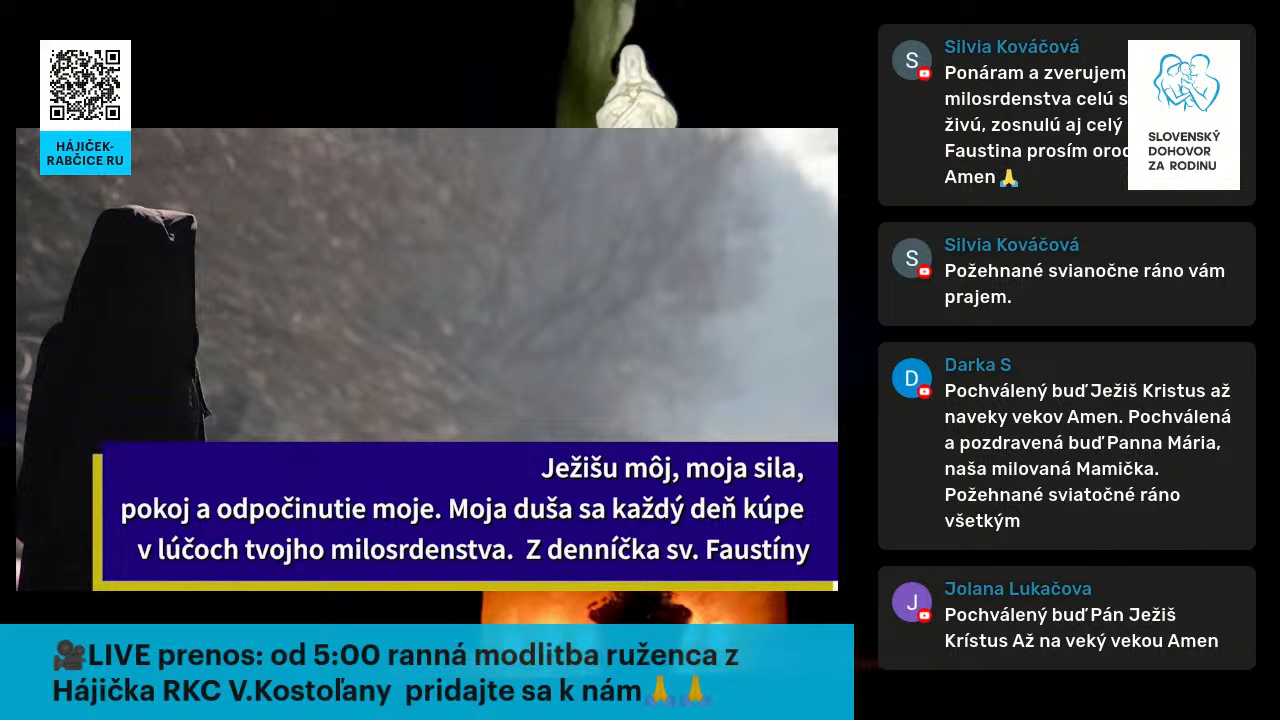 HÁJIČEK-
RABČICE RU
Ježišu môj, moja sila,
pokoj a odpočinutie moje. Moja duša sa každý deň kúpe
v lúčoch tvojho milosrdenstva.  Z denníčka sv. Faustíny
🎥LIVE prenos: od 5:00 ranná modlitba ruženca z
Hájička RKC V.Kostoľany  pridajte sa k nám🙏🙏
Silvia Kováčová
Ponáram a zverujem
milosrdenstva celú
živú, zosnulú aj celý
Faustina prosím
Amen🙏
SLOVENSKÝ
DOHOVOR
ZA RODINU
Silvia Kováčová
Požehnané svianočne ráno vám
prajem.
Darka S
Pochválený buď Ježiš Kristus až
naveky vekov Amen. Pochválená
a pozdravená buď Panna Mária,
naša milovaná Mamička.
Požehnané sviatočné ráno
všetkým
Jolana Lukačova
Pochválený buď Pán Ježiš
Krístus Až na veký vekou Amen
S
S
D
J